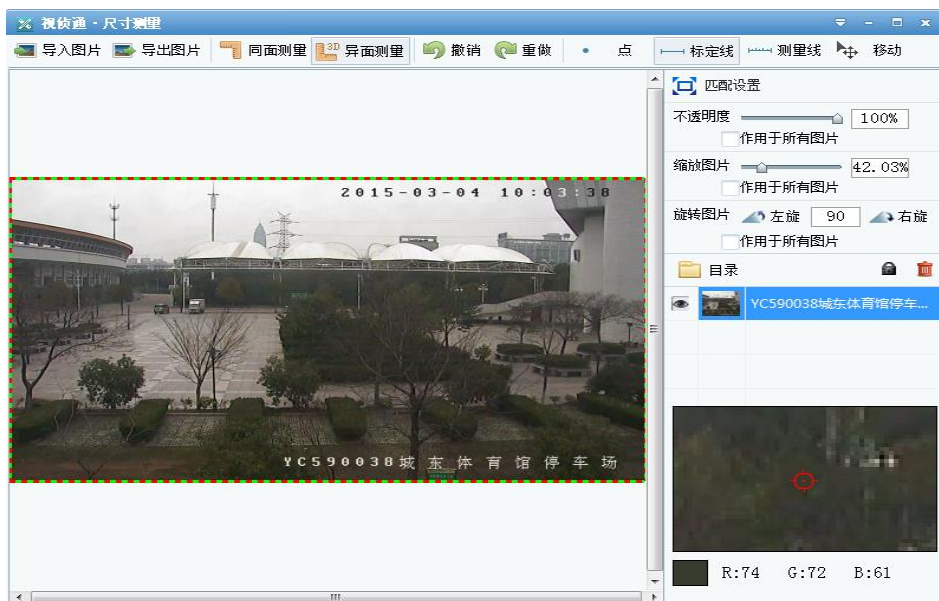 视侦通 · 尺寸测量
导入图片 导出图片 同面测量 3D 异面测量 撤销 重做 点 标定线 测量线 移动
匹配设置
不透明度 100%
作用于所有图片
缩放图片 42.03%
作用于所有图片
旋转图片 左旋 90 右旋
作用于所有图片
目录
YC590038城东体育馆停车...
2015-03-04 10:03:38
YC590038城东体育馆停车场
R:74 G:72 B:61